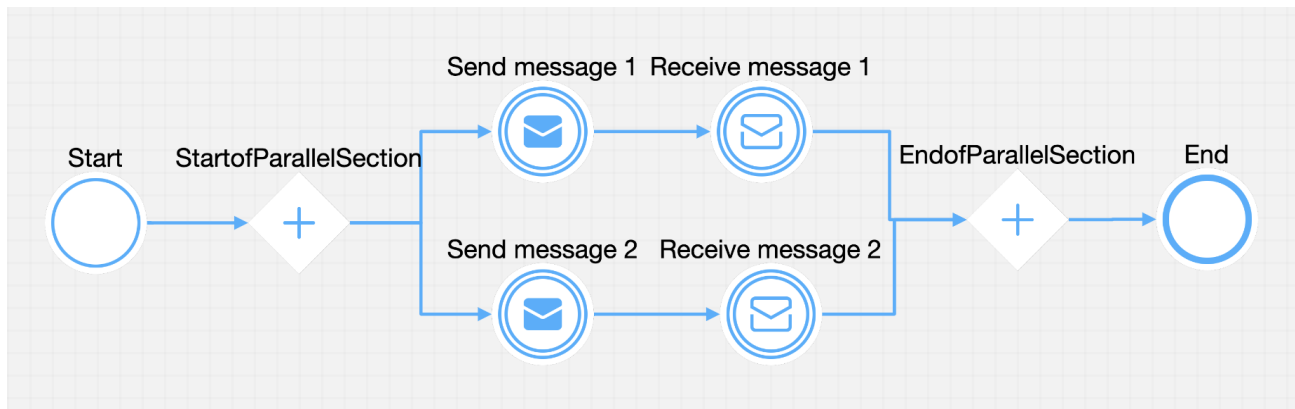 Send message 1
Receive message 1
Start
StartofParallelSection
EndofParallelSection
End
Send message 2
Receive message 2